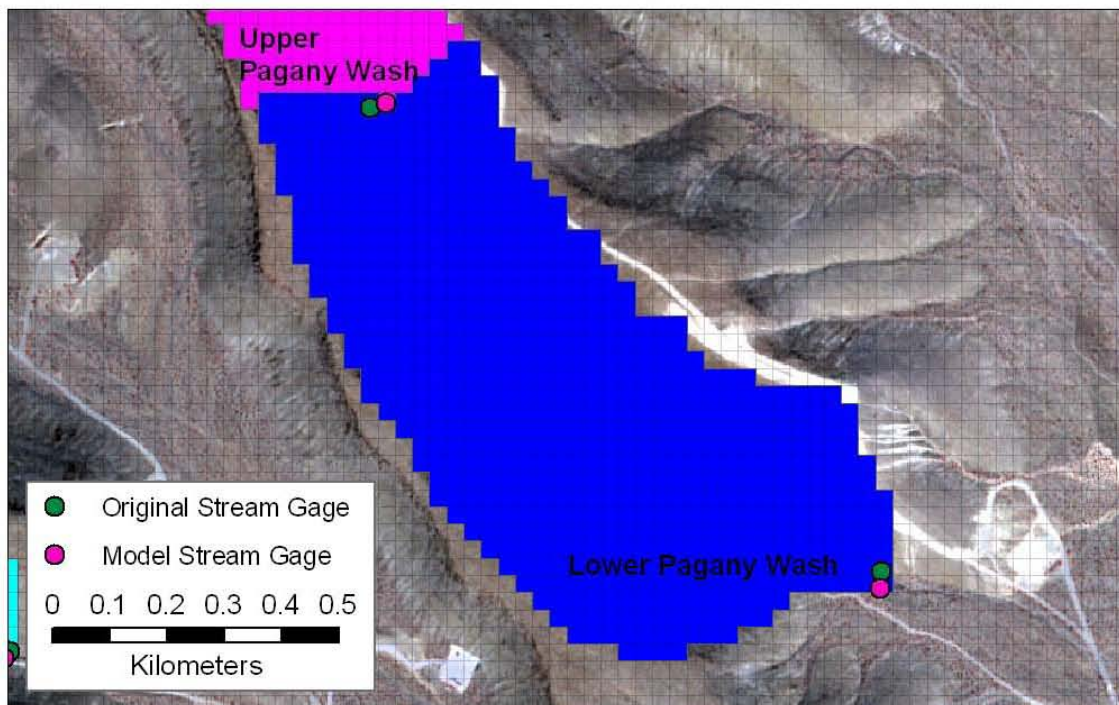 Upper
Pagany Wash
Lower Pagany Wash
Original Stream Gage
Model Stream Gage
0 0.1 0.2 0.3 0.4 0.5
Kilometers